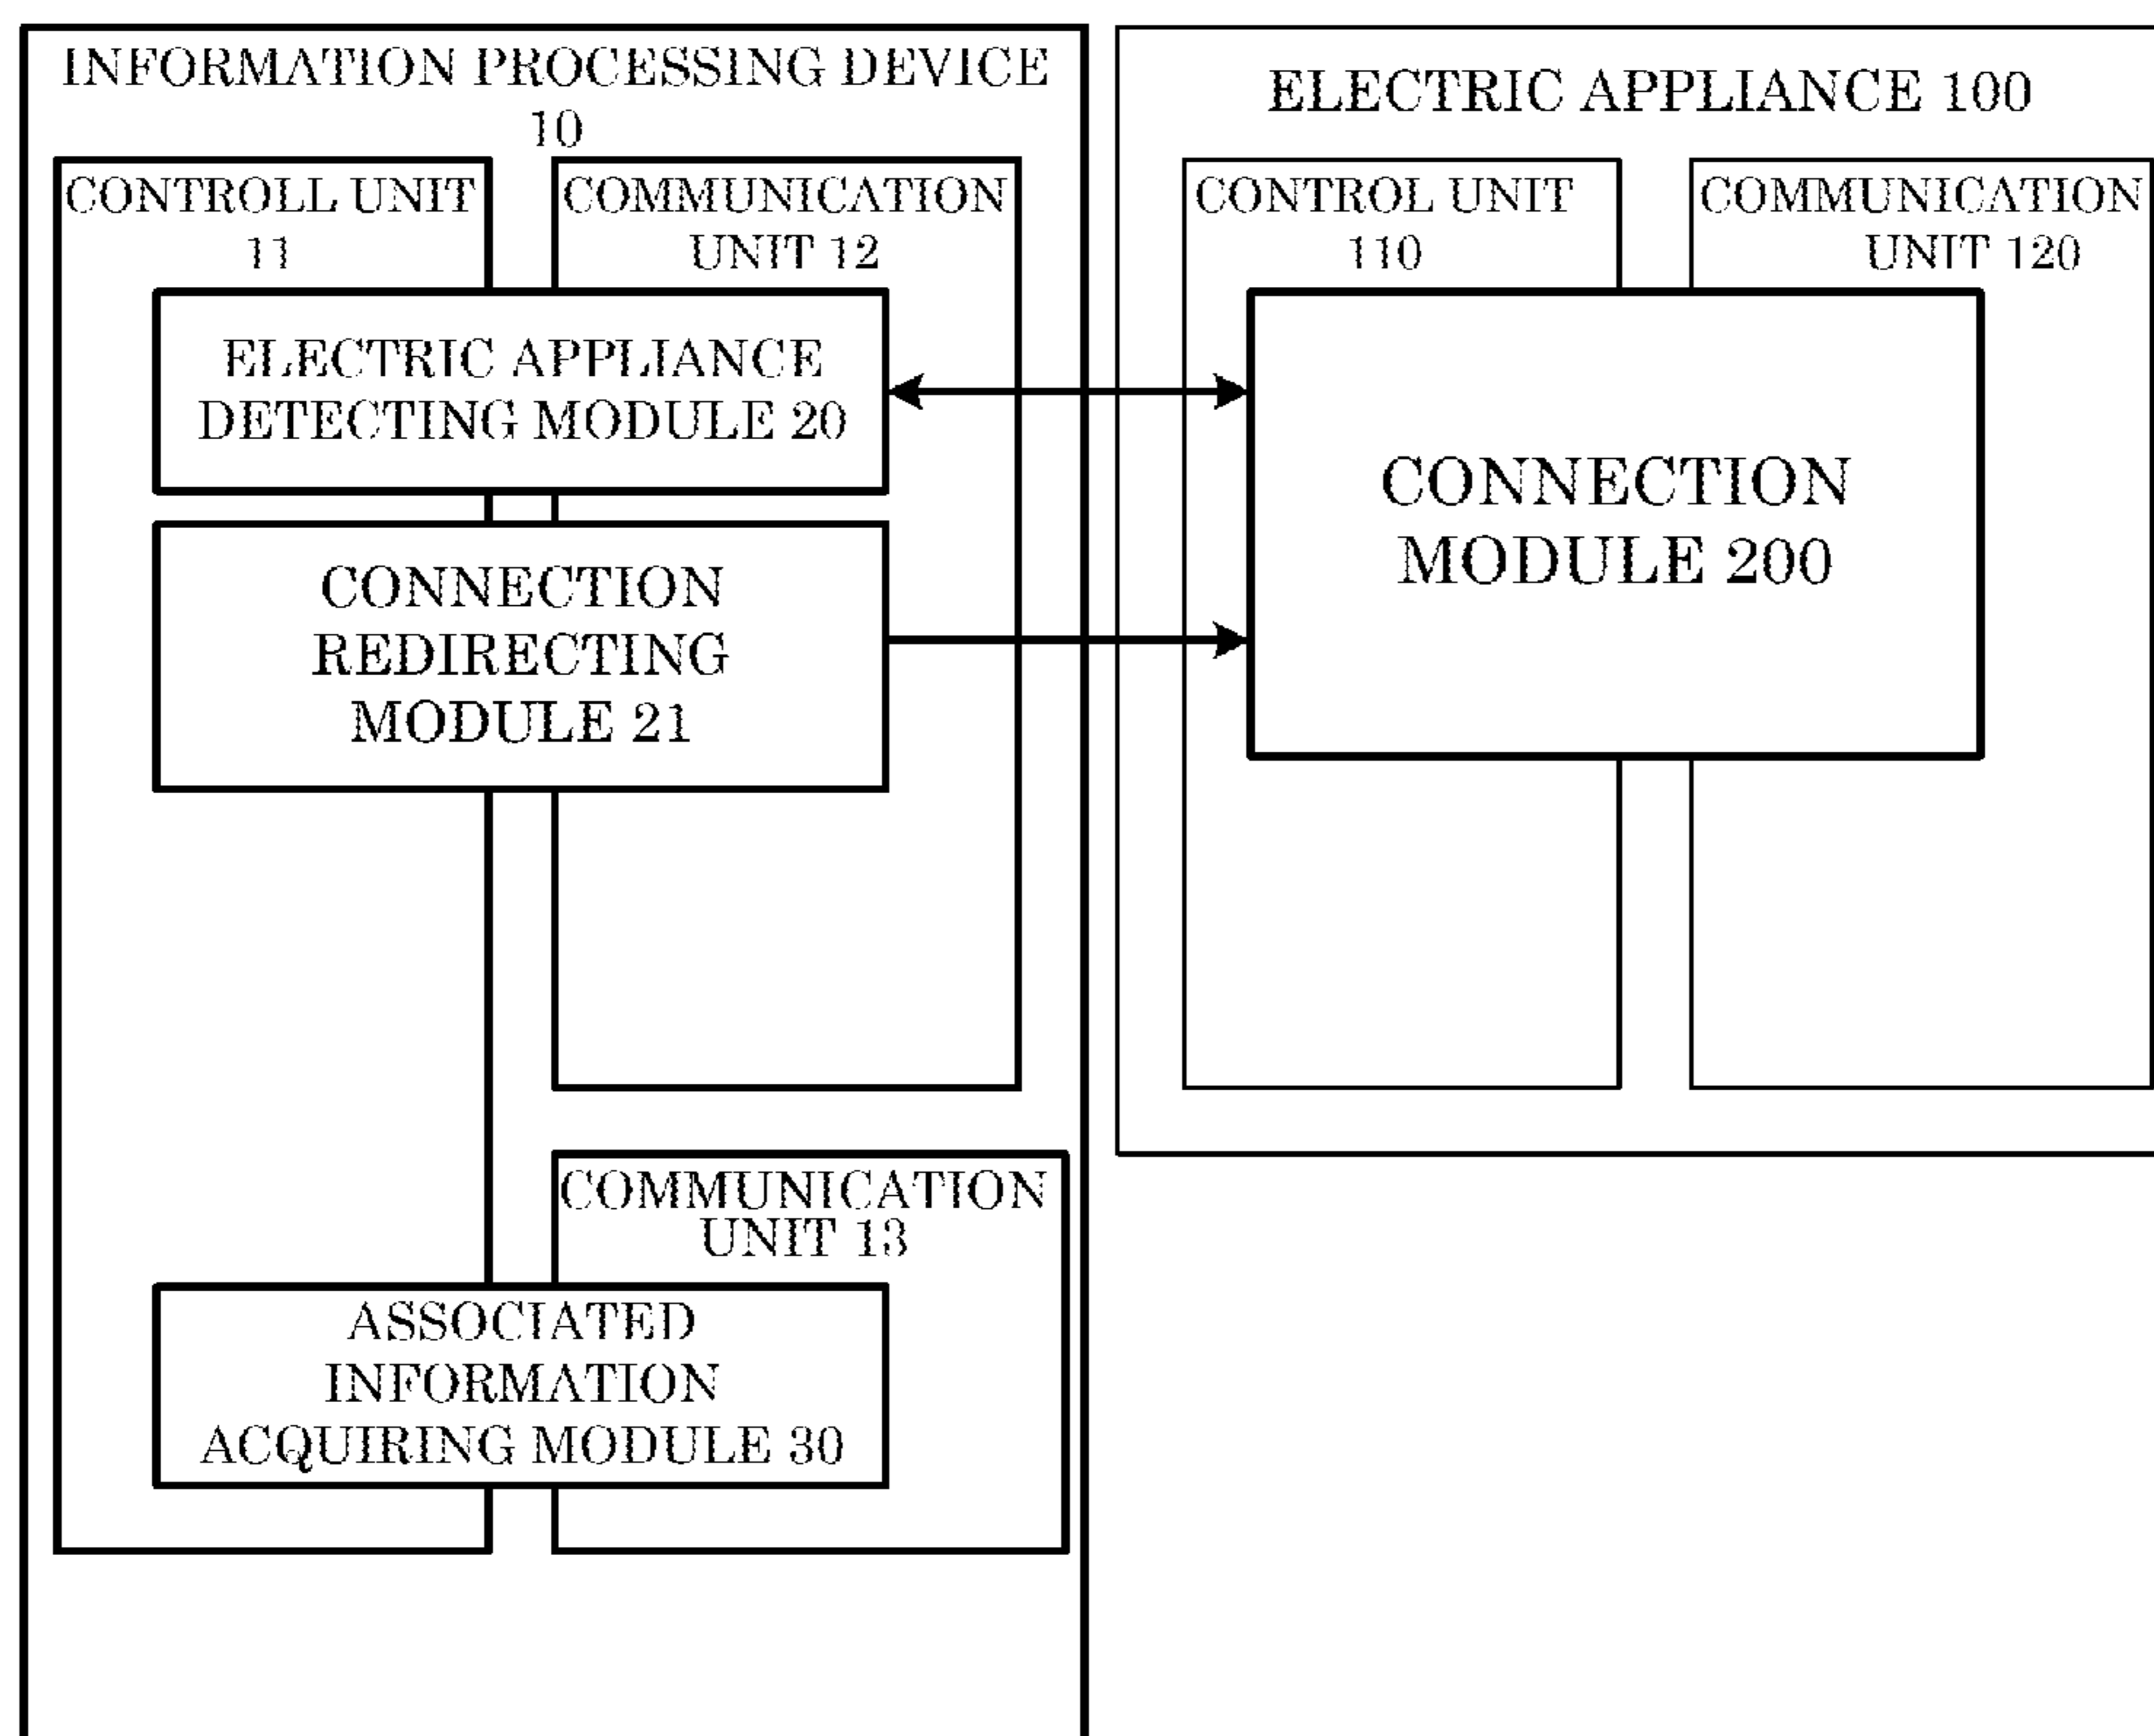 INFORMATION PROCESSING DEVICE
10
CONTROLL UNIT
11
COMMUNICATION
UNIT 12
ELECTRIC APPLIANCE
DETECTING MODULE 20
CONNECTION
REDIRECTING
MODULE 21
COMMUNICATION
UNIT 13
ASSOCIATED
INFORMATION
ACQUIRING MODULE 30
ELECTRIC APPLIANCE 100
CONTROL UNIT
110
COMMUNICATION
UNIT 120
CONNECTION
MODULE 200